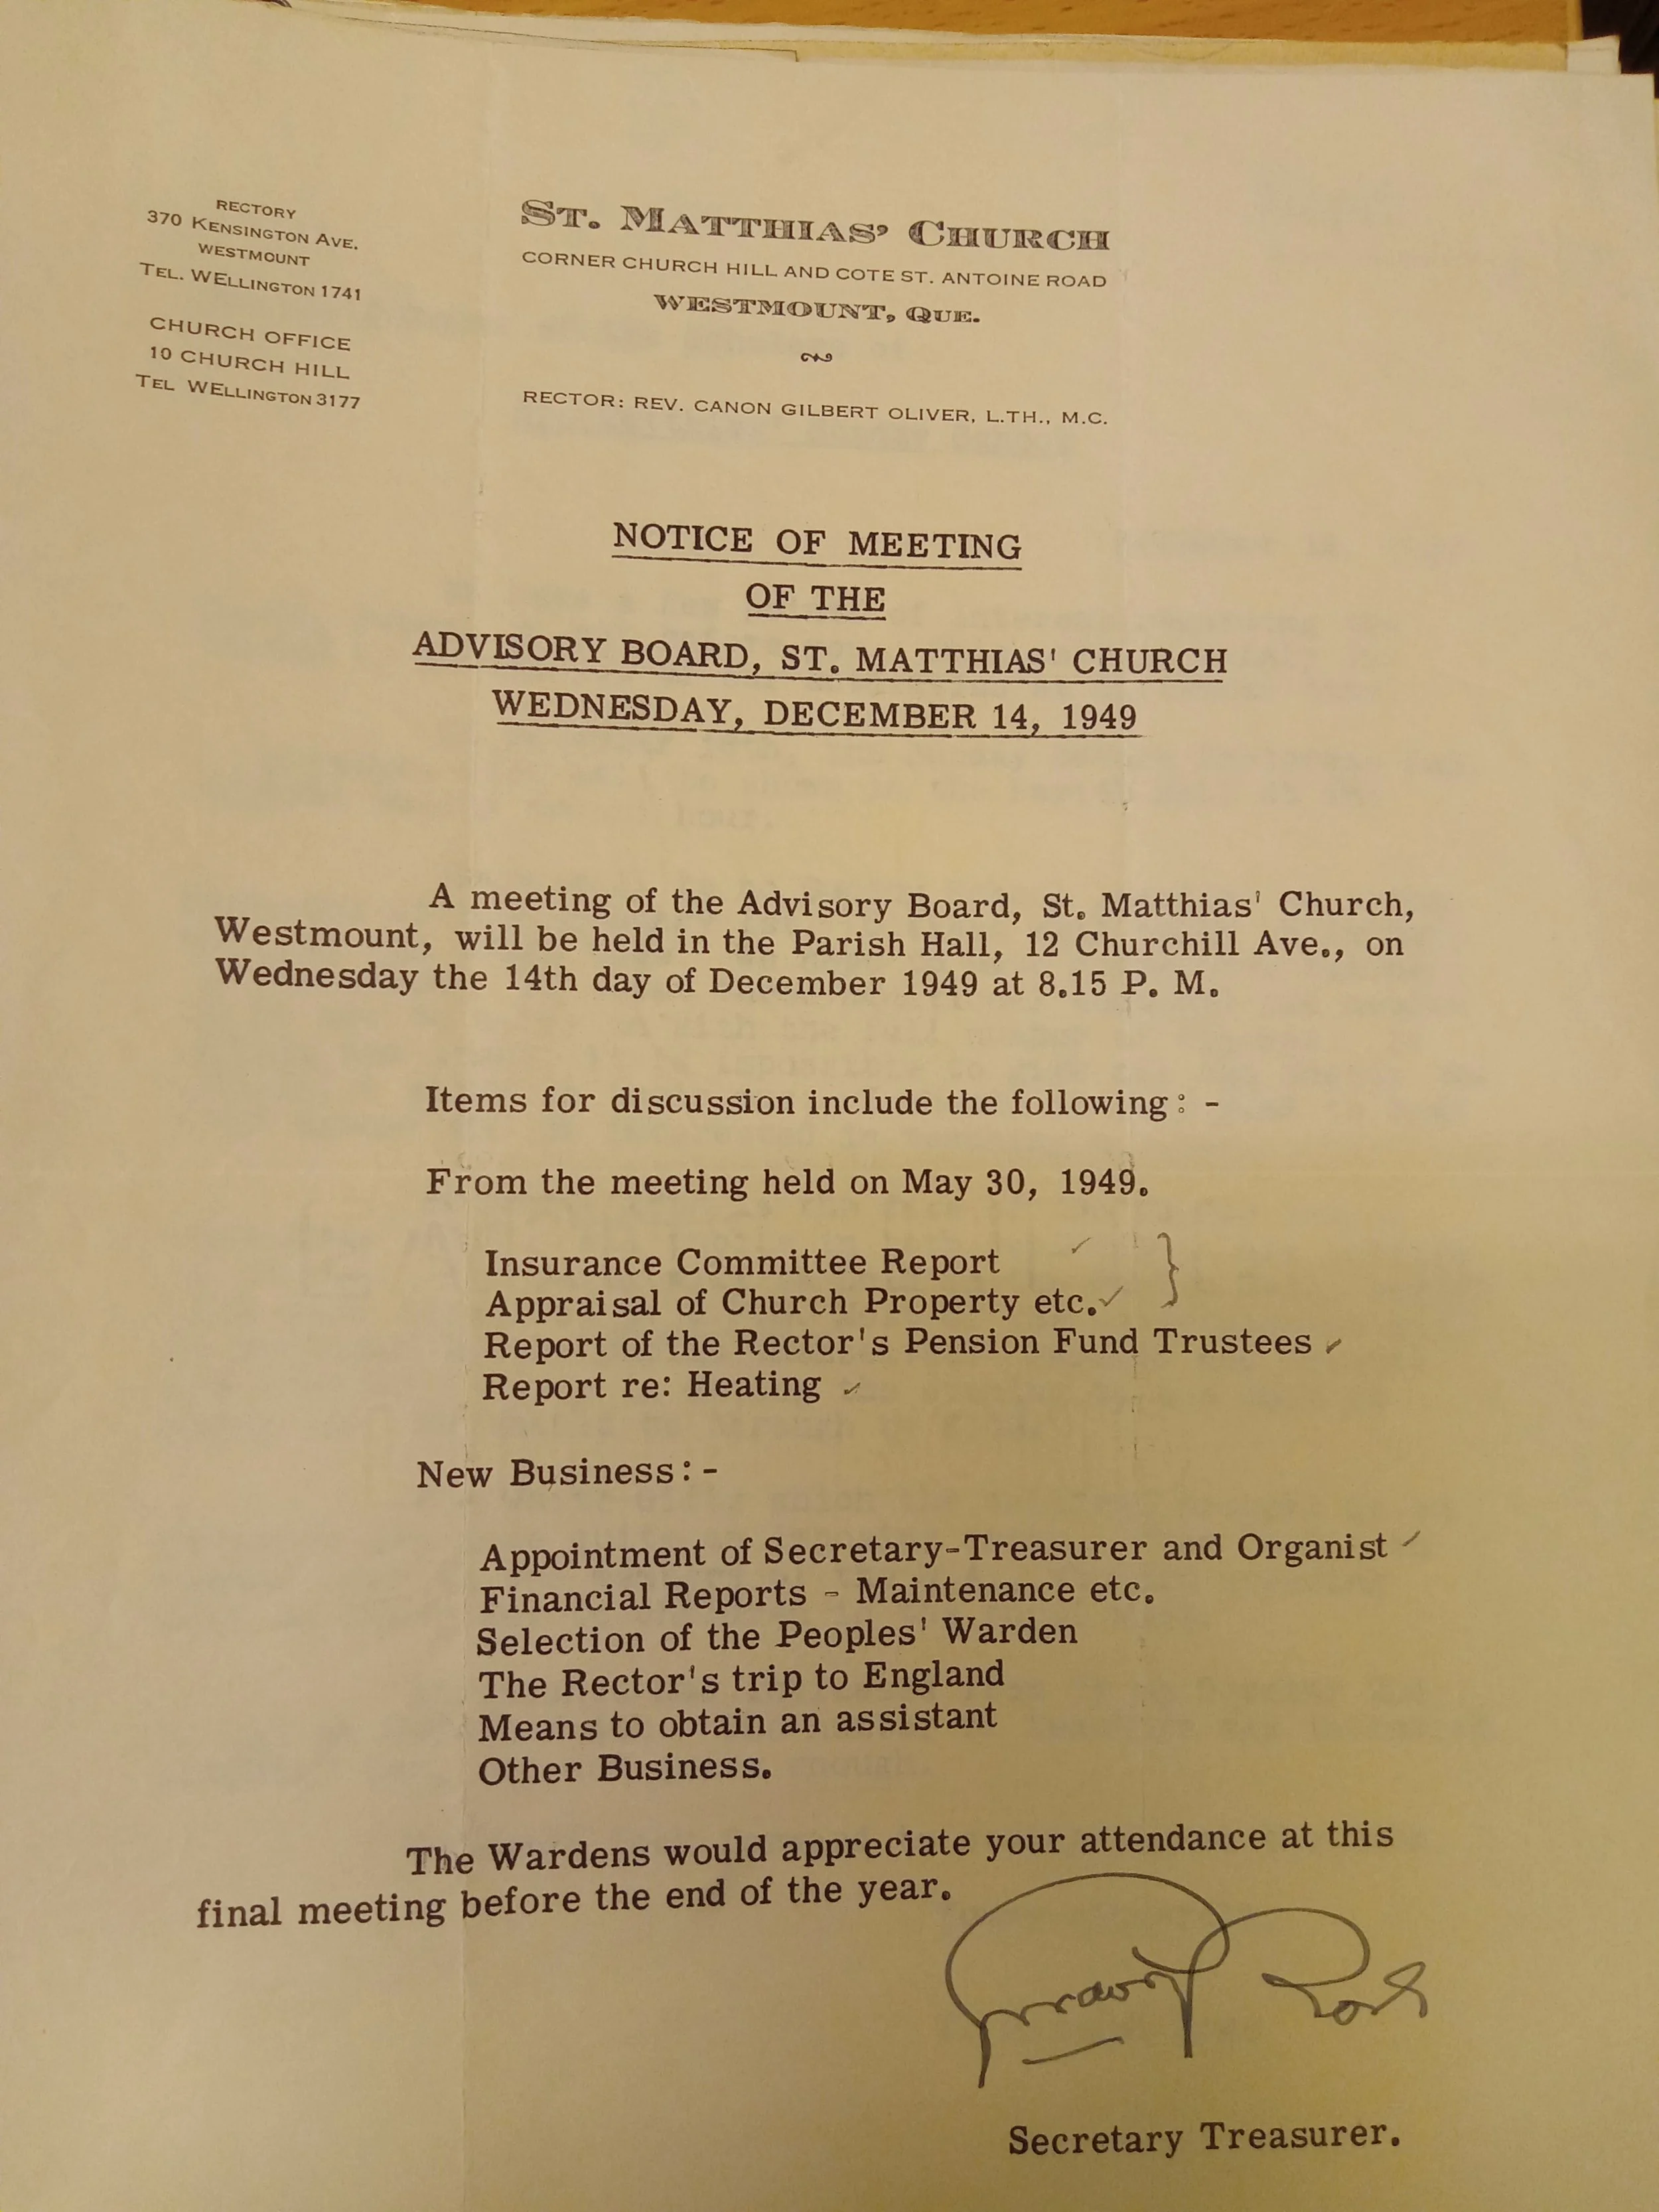 RECTORY
370 KENSINGTON AVE.
WESTMOUNT
TEL. WELLINGTON 1741
CHURCH OFFICE
10 CHURCH HILL
TEL WELLINGTON 3177
ST. MATTHIAS' CHURCH
CORNER CHURCH HILL AND COTE ST. ANTOINE ROAD
WESTMOUNT, QUE.
RECTOR: REV. CANON GILBERT OLIVER, L.TH., M.C.
NOTICE OF MEETING
OF THE
ADVISORY BOARD, ST. MATTHIAS' CHURCH
WEDNESDAY, DECEMBER 14, 1949
A meeting of the Advisory Board, St. Matthias' Church,
Westmount, will be held in the Parish Hall, 12 Churchill Ave., on
Wednesday the 14th day of December 1949 at 8.15 P. M.
Items for discussion include the following: -
From the meeting held on May 30, 1949.
Insurance Committee Report ✓
Appraisal of Church Property etc. ✓
Report of the Rector's Pension Fund Trustees ✓
Report re: Heating ✓
New Business: -
Appointment of Secretary-Treasurer and Organist ✓
Financial Reports - Maintenance etc.
Selection of the Peoples' Warden
The Rector's trip to England
Means to obtain an assistant
Other Business.
The Wardens would appreciate your attendance at this
final meeting before the end of the year.
Secretary Treasurer.